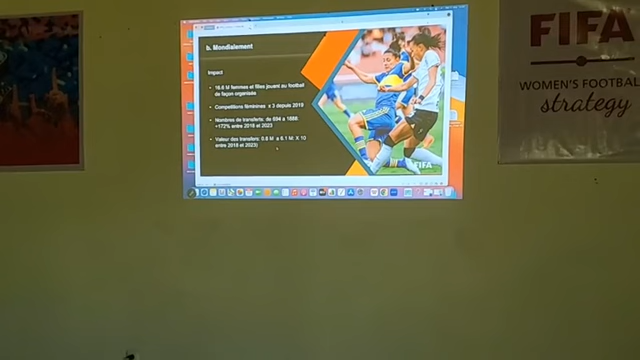 b. Mondialement
Impact
16.6 M femmes et filles jouent au football
de façon organisée
Compétitions féminines x 3 depuis 2019
Nombres de transferts: de 694 à 1888:
+172% entre 2018 et 2023
Valeur des transferts: 0.6 M à 6.1 M: X 10
entre 2018 et 2023)
FIFA
FIFA
WOMEN'S FOOTBALL
strategy